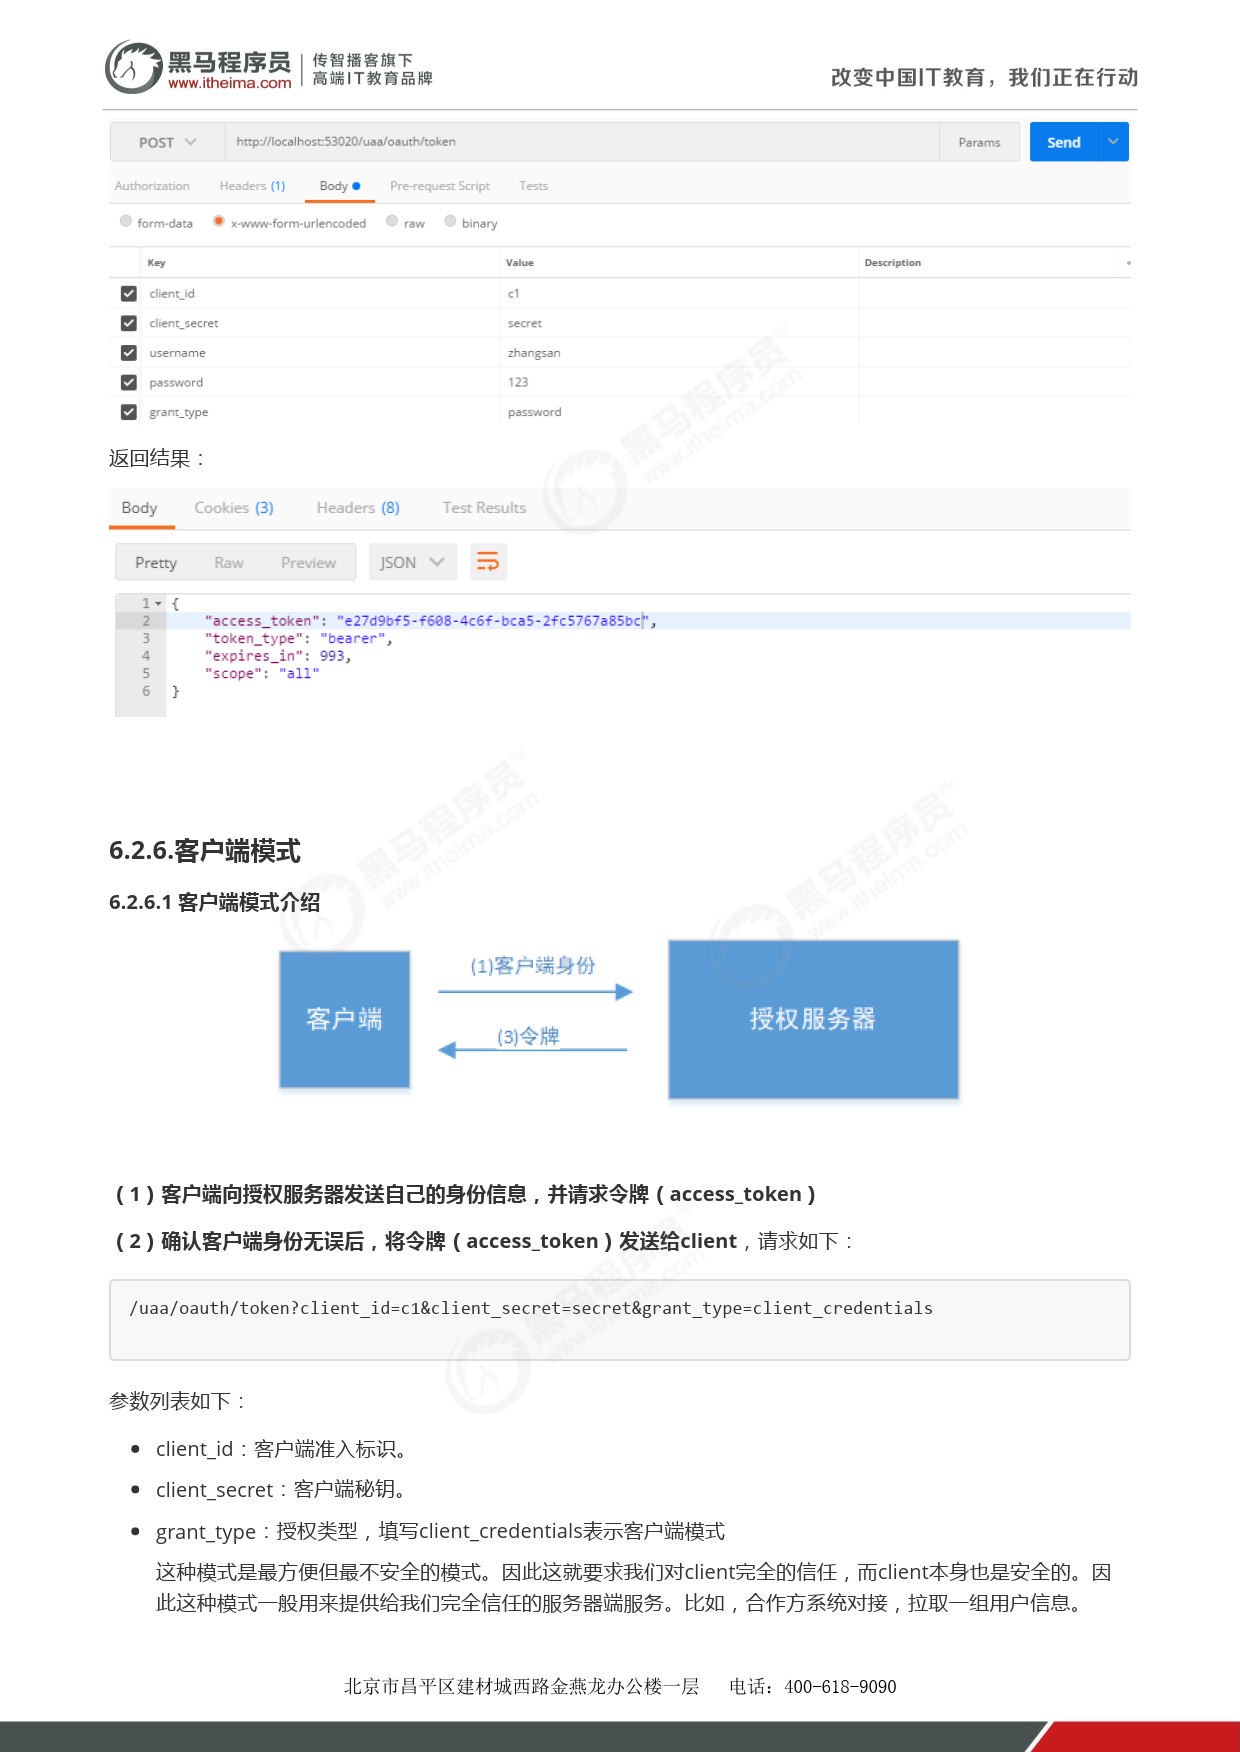 黑马程序员 传智播客旗下
www.itheima.com 高端IT教育品牌
改变中国IT教育，我们正在行动
POST http://localhost:53020/uaa/oauth/token Params Send
Authorization Headers (1) Body Pre-request Script Tests
form-data x-www-form-urlencoded raw binary
Key Value Description
client_id c1
client_secret secret
username zhangsan
password 123
grant_type password
返回结果：
Body Cookies (3) Headers (8) Test Results
Pretty Raw Preview JSON
1 {
2 "access_token": "e27d9bf5-f608-4c6f-bca5-2fc5767a85bc",
3 "token_type": "bearer",
4 "expires_in": 993,
5 "scope": "all"
6 }
6.2.6.客户端模式
6.2.6.1 客户端模式介绍
(1)客户端身份
客户端 授权服务器
(3)令牌
（1）客户端向授权服务器发送自己的身份信息，并请求令牌（access_token）
（2）确认客户端身份无误后，将令牌（access_token）发送给client，请求如下：
/uaa/oauth/token?client_id=c1&client_secret=secret&grant_type=client_credentials
参数列表如下：
• client_id：客户端准入标识。
• client_secret：客户端秘钥。
• grant_type：授权类型，填写client_credentials表示客户端模式
这种模式是最方便但最不安全的模式。因此这就要求我们对client完全的信任，而client本身也是安全的。因
此这种模式一般用来提供给我们完全信任的服务器端服务。比如，合作方系统对接，拉取一组用户信息。
北京市昌平区建材城西路金燕龙办公楼一层 电话：400-618-9090